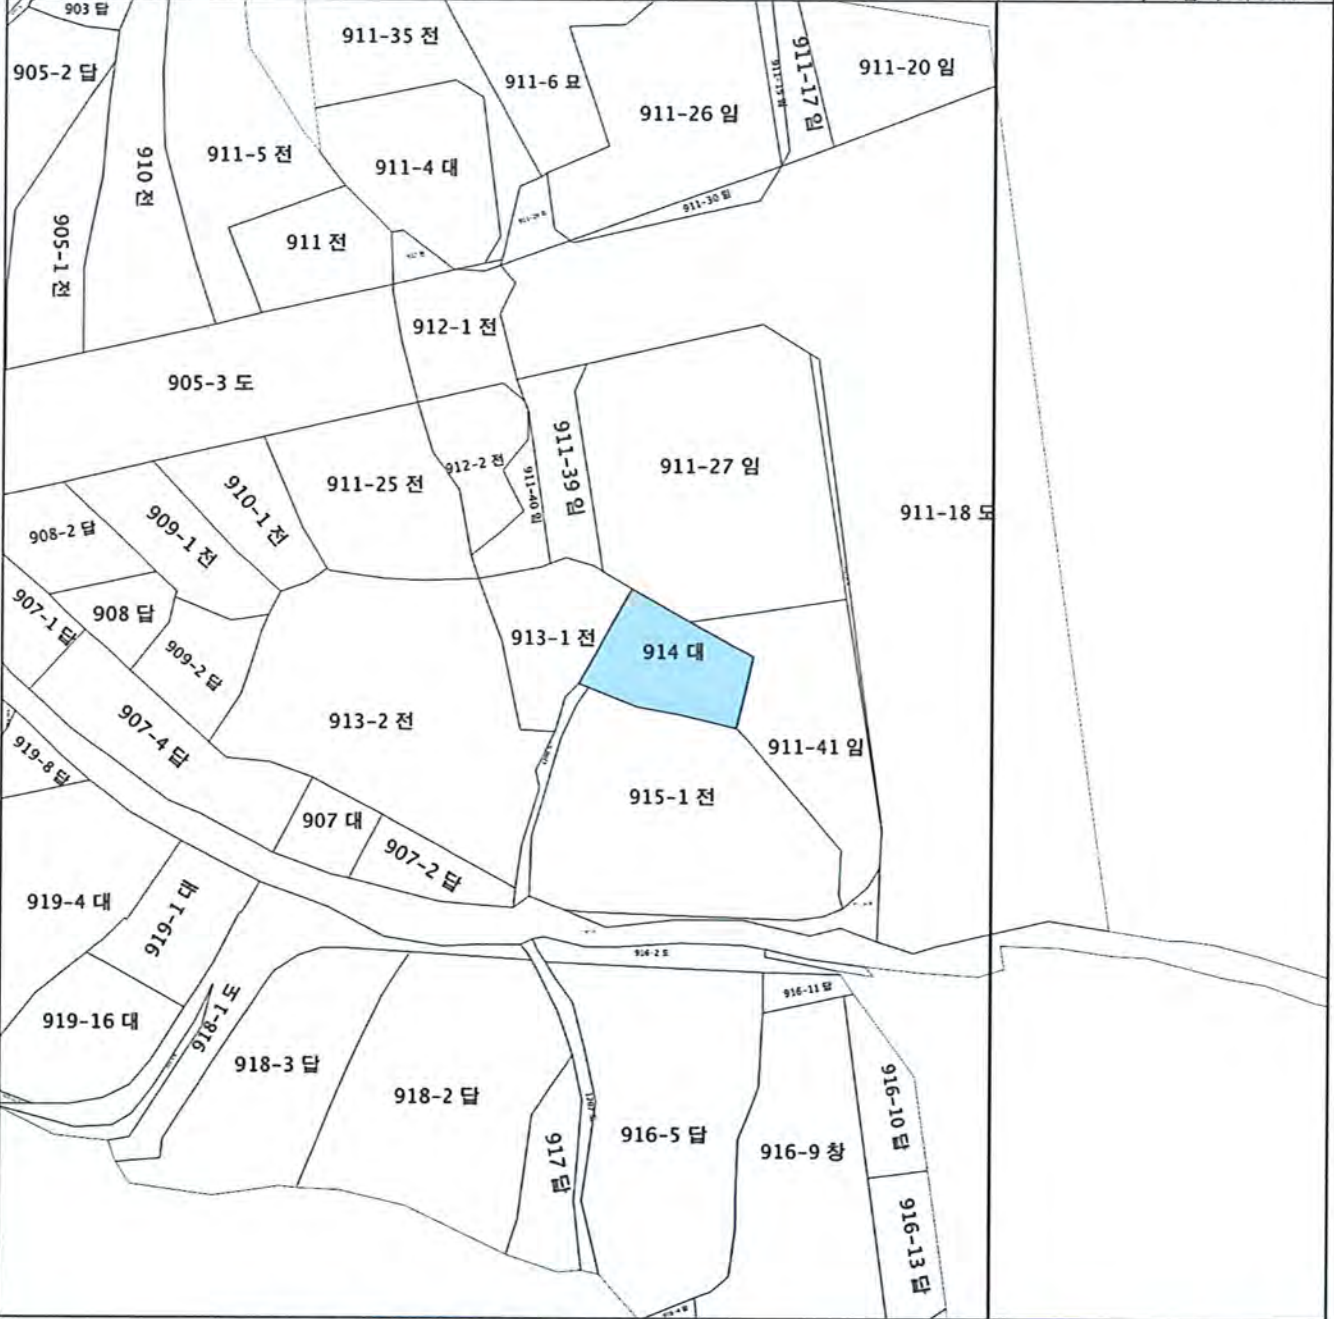 903 답
905-2 답
911-35 전
911-6 묘
911-26 임
911-17 임
911-20 임
910 전
911-5 전
911-4 대
905-1 전
911 전
911-30 임
912-1 전
905-3 도
911-39 임
911-27 임
912-2 전
911-40 임
911-25 전
910-1 전
909-1 전
908-2 답
911-18 도
907-1 답
908 답
909-2 답
913-1 전
914 대
913-2 전
907-4 답
919-8 답
911-41 임
915-1 전
907 대
907-2 답
919-4 대
919-1 대
916-2 도
916-11 답
919-16 대
918-1 도
918-3 답
918-2 답
917 답
916-5 답
916-9 창
916-10 답
916-13 답